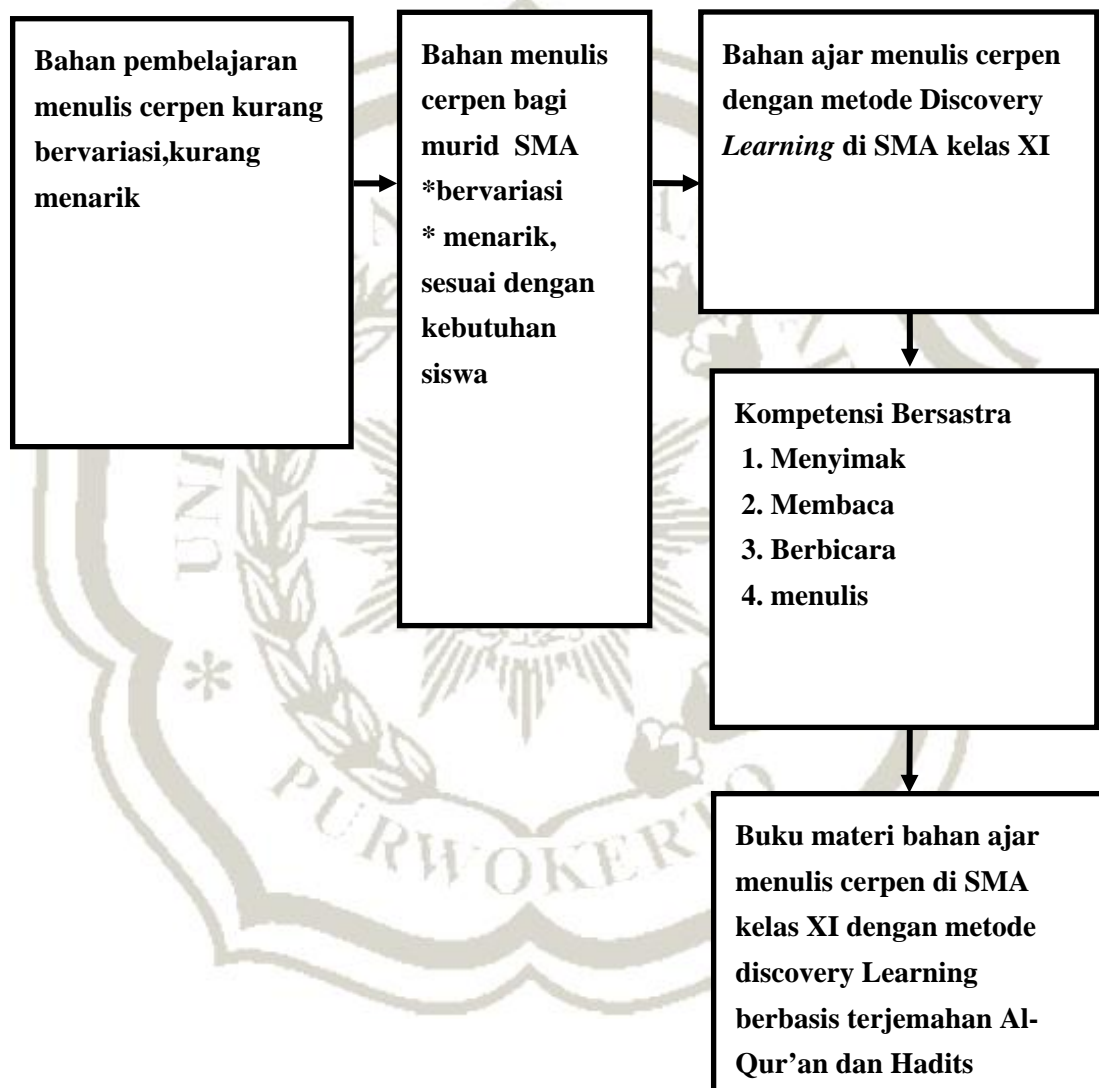 Bahan pembelajaran
menulis cerpen kurang
bervariasi,kurang
menarik
Bahan menulis
cerpen bagi
murid SMA
*bervariasi
* menarik,
sesuai dengan
kebutuhan
siswa
Bahan ajar menulis cerpen
dengan metode Discovery
Learning di SMA kelas XI
Kompetensi Bersastra
1. Menyimak
2. Membaca
3. Berbicara
4. menulis
Buku materi bahan ajar
menulis cerpen di SMA
kelas XI dengan metode
discovery Learning
berbasis terjemahan Al-
Qur’an dan Hadits
PURWOKERTO